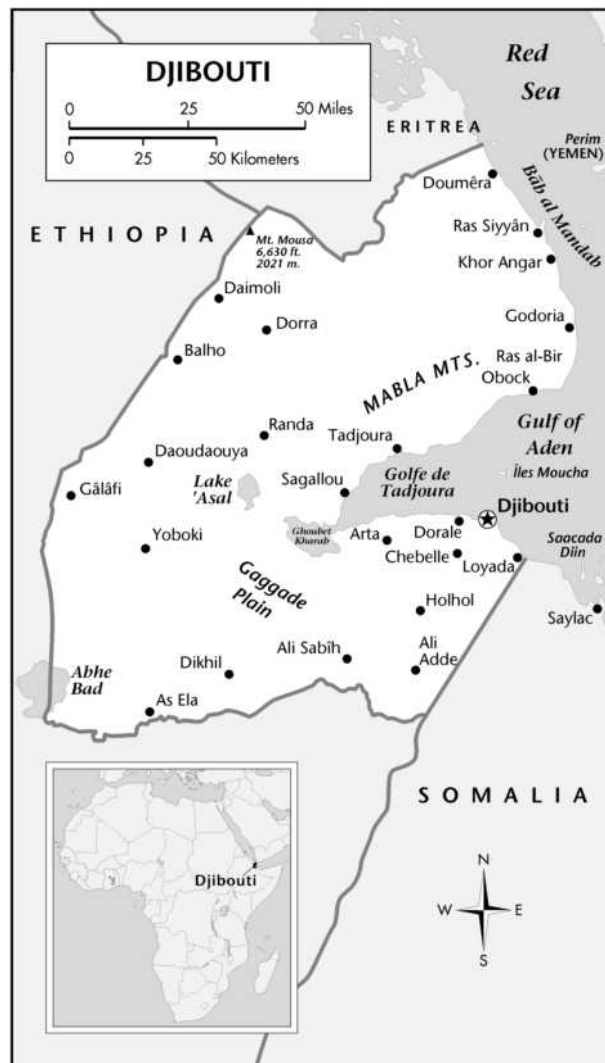 DJIBOUTI
0 25 50 Miles
0 25 50 Kilometers
Red
Sea
ERITREA
Perim
(YEMEN)
Bāb al Mandab
Doumêra
ETHIOPIA
Mt. Mousa
6,630 ft.
2021 m.
Ras Siyyân
Khor Angar
Daimoli
Dorra
Godoria
Balho
Ras al-Bir
MABLA MTS.
Obock
Randa
Tadjoura
Gulf of
Aden
Daoudaouya
Lake
'Asal
Golfe de
Tadjoura
Îles Moucha
Gâlâfi
Sagallou
Djibouti
Ghoubet
Kharab
Arta
Dorale
Yoboki
Chebelle
Loyada
Saacada
Diin
Gaggade
Plain
Holhol
Saylac
Abhe
Bad
Dikhil
Ali Sabîh
Ali
Adde
As Ela
SOMALIA
Djibouti
N
W E
S